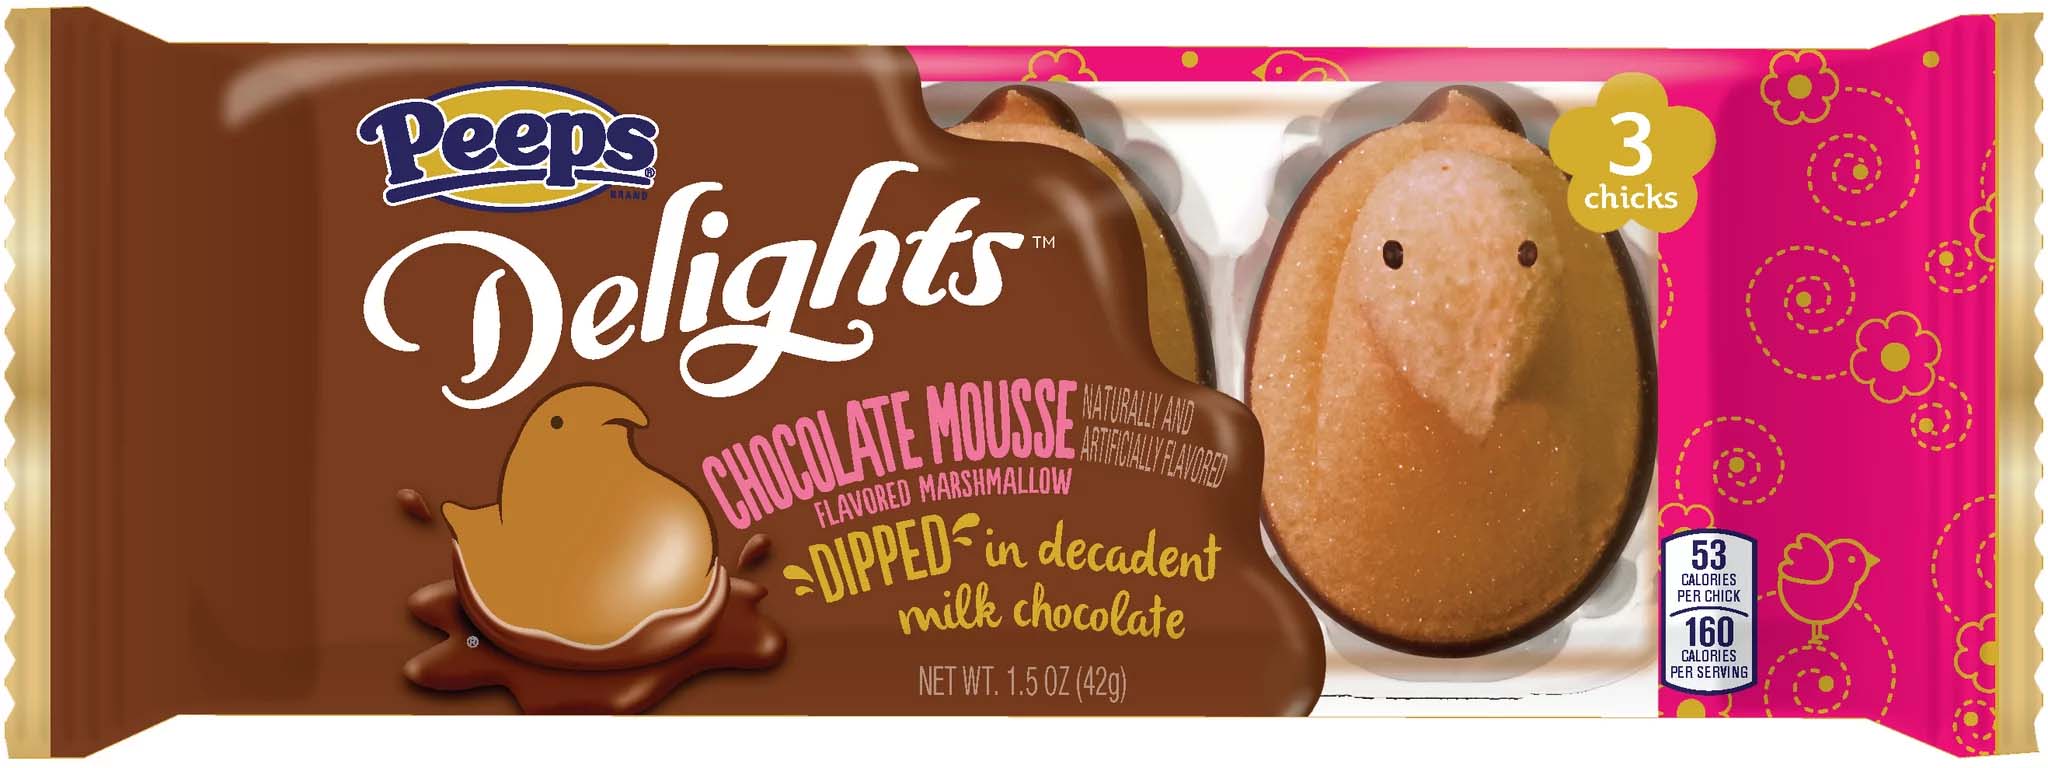 Peeps®
BRAND
Delights™
CHOCOLATE MOUSSE
FLAVORED MARSHMALLOW
NATURALLY AND
ARTIFICIALLY FLAVORED
DIPPED in decadent
milk chocolate
®
NET WT. 1.5 OZ (42g)
3
chicks
53
CALORIES
PER CHICK
160
CALORIES
PER SERVING